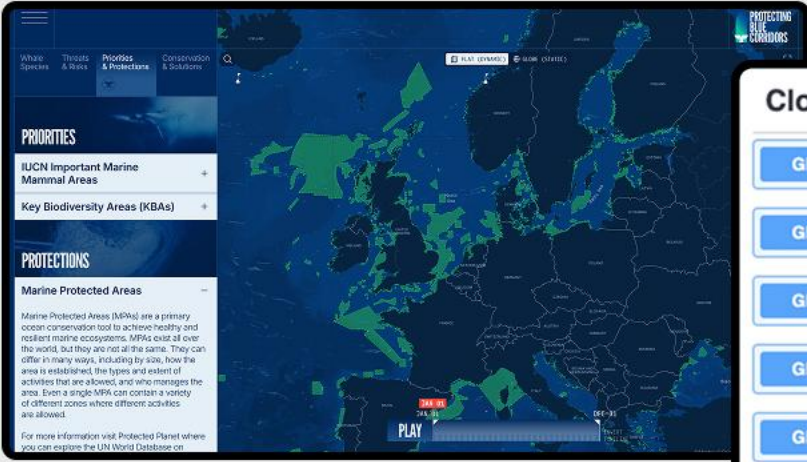 PROTECTING
BLUE
CORRIDORS
Whale
Species
Threats
& Risks
Priorities
& Protections
Conservation
& Solutions
FLAT (DYNAMIC)
GLOBE (STATIC)
PRIORITIES
IUCN Important Marine
Mammal Areas +
Key Biodiversity Areas (KBAs) +
PROTECTIONS
Marine Protected Areas −
Marine Protected Areas (MPAs) are a primary
ocean conservation tool to achieve healthy and
resilient marine ecosystems. MPAs exist all over
the world, but they are not all the same. They can
differ in many ways, including by size, how the
area is established, the types and extent of
activities that are allowed, and who manages the
area. Even a single MPA can contain a variety
of different zones where different activities
are allowed.
For more information visit Protected Planet where
you can explore the UN World Database on
JAN 01
JAN 01
PLAY
Clo
G
G
G
G
G